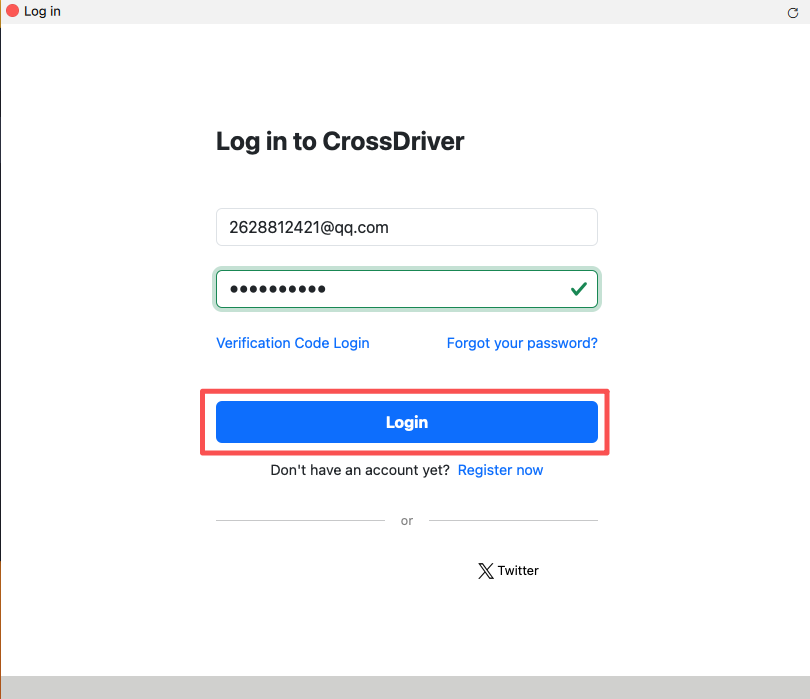 Log in
Log in to CrossDriver
2628812421@qq.com
••••••••••
Verification Code Login Forgot your password?
Login
Don't have an account yet? Register now
or
Twitter